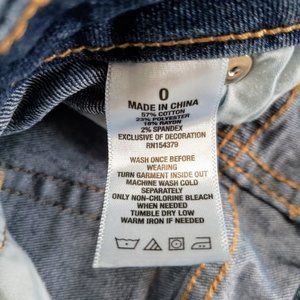 0
MADE IN CHINA
57% COTTON
23% POLYESTER
18% RAYON
2% SPANDEX
EXCLUSIVE OF DECORATION
RN154379
WASH ONCE BEFORE
WEARING
TURN GARMENT INSIDE OUT
MACHINE WASH COLD
SEPARATELY
ONLY NON-CHLORINE BLEACH
WHEN NEEDED
TUMBLE DRY LOW
WARM IRON IF NEEDED